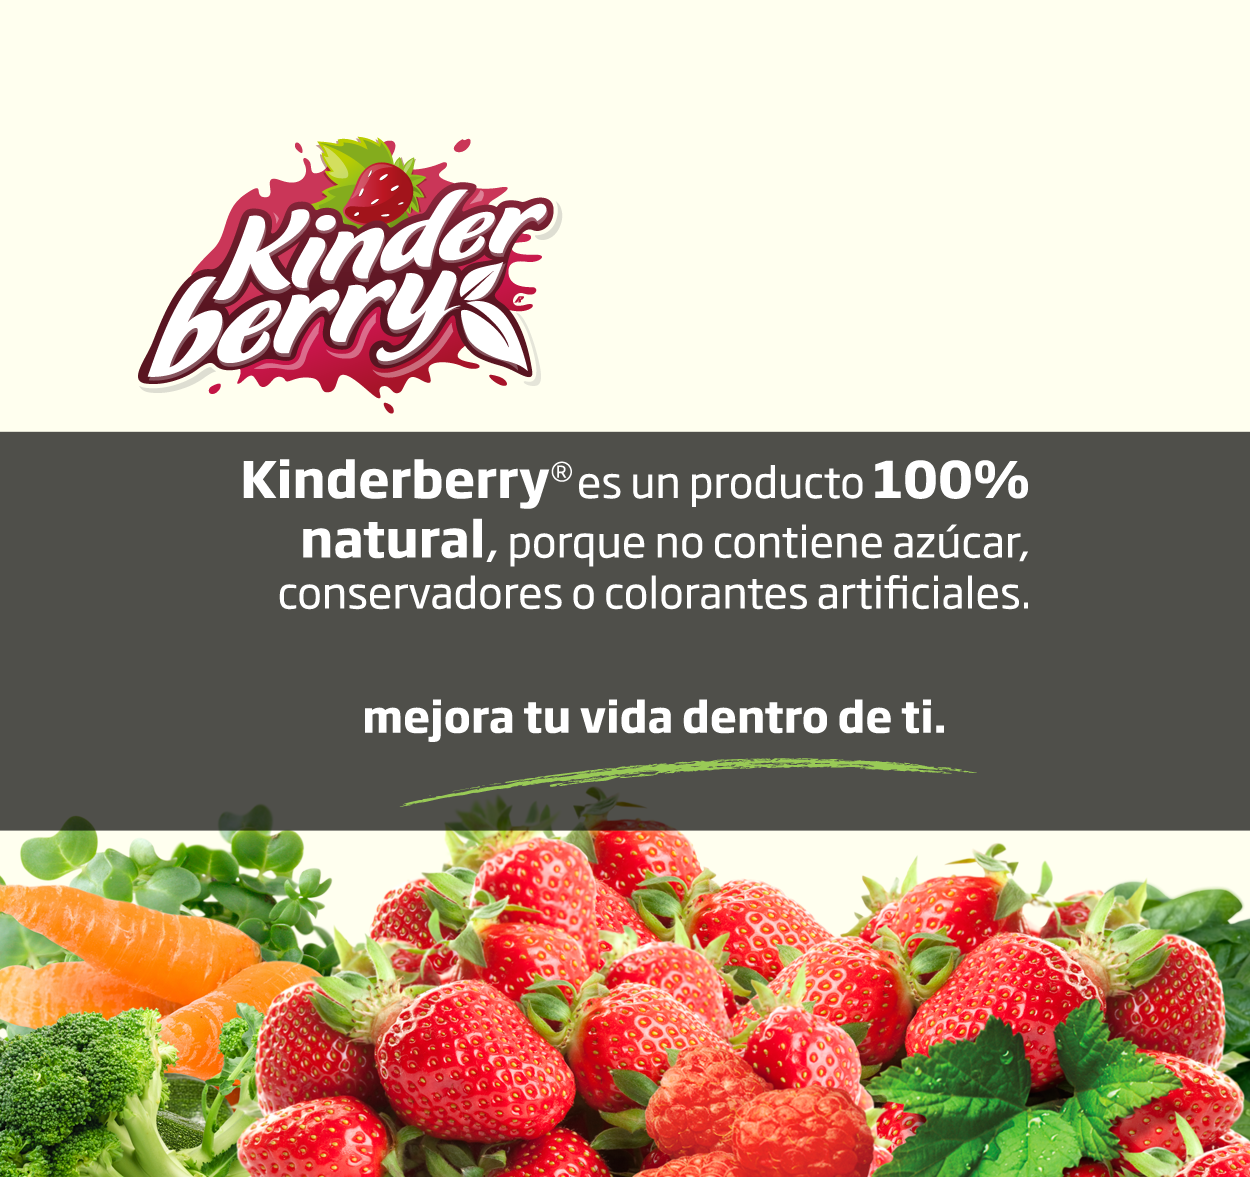 Kinder
berry
Kinderberry® es un producto 100%
natural, porque no contiene azúcar,
conservadores o colorantes artificiales.
mejora tu vida dentro de ti.